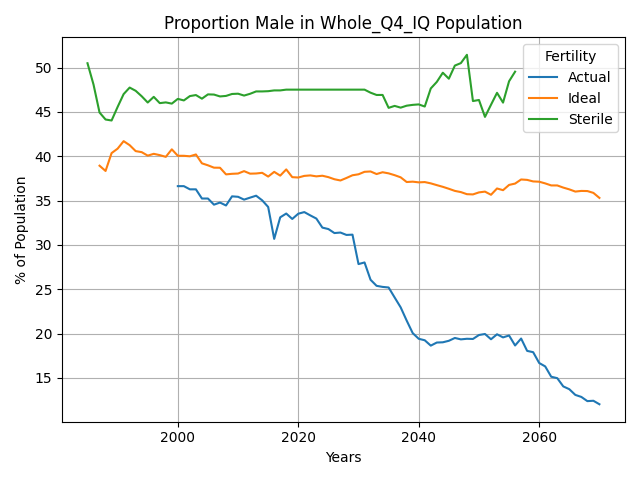 Proportion Male in Whole_Q4_IQ Population
% of Population
50
45
40
35
30
25
20
15
2000
2020
2040
2060
Years
Fertility
Actual
Ideal
Sterile